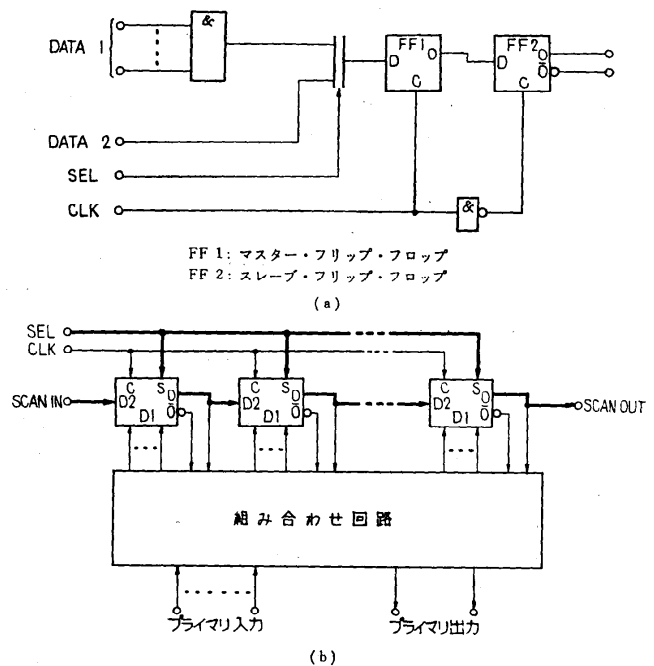 DATA 1
&
FF1
D
O
C
FF2
D
O
O̅
C
DATA 2
SEL
CLK
&
FF 1: マスター・フリップ・フロップ
FF 2: スレーブ・フリップ・フロップ
(a)
SEL
CLK
SCAN IN
C S
D2 O
D1 O̅
C S
D2 O
D1 O̅
C S
D2 O
D1 O̅
SCAN OUT
組み合わせ回路
プライマリ入力
プライマリ出力
(b)